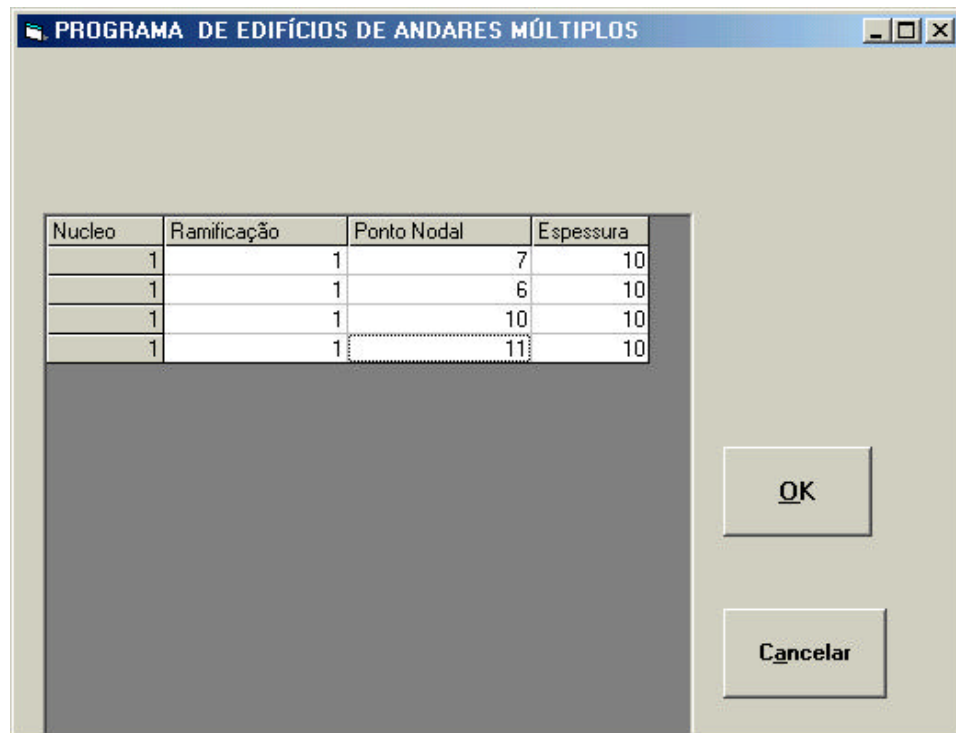 PROGRAMA DE EDIFÍCIOS DE ANDARES MÚLTIPLOS
Nucleo Ramificação Ponto Nodal Espessura
1 1 7 10
1 1 6 10
1 1 10 10
1 1 11 10
OK
Cancelar